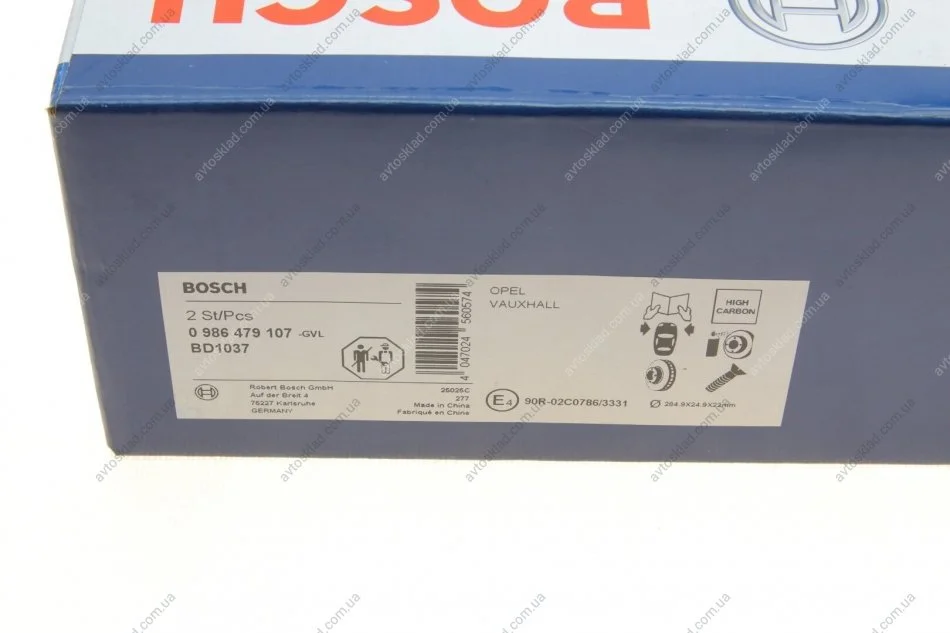 BOSCH
BOSCH
2 St/Pcs
0 986 479 107 -GVL
BD1037
Robert Bosch GmbH
Auf der Breit 4
76227 Karlsruhe
GERMANY
25025C
277
Made in China
Fabriqué en China
4 047024 560574
OPEL
VAUXHALL
HIGH
CARBON
E4 90R-02C0786/3331
Ø 284.9X24.9X22mm
avtosklad.com.ua